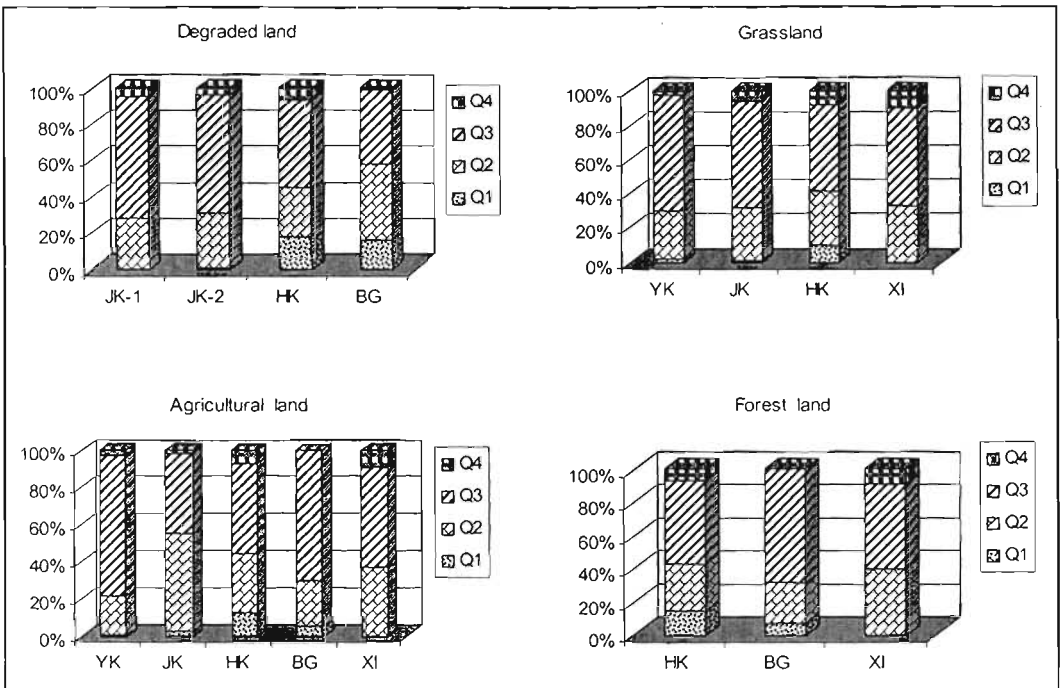 Degraded land
100%
80%
60%
40%
20%
0%
JK-1 JK-2 HK BG
Q4
Q3
Q2
Q1
Grassland
100%
80%
60%
40%
20%
0%
YK JK HK XI
Q4
Q3
Q2
Q1
Agricultural land
100%
80%
60%
40%
20%
0%
YK JK HK BG XI
Q4
Q3
Q2
Q1
Forest land
100%
80%
60%
40%
20%
0%
HK BG XI
Q4
Q3
Q2
Q1